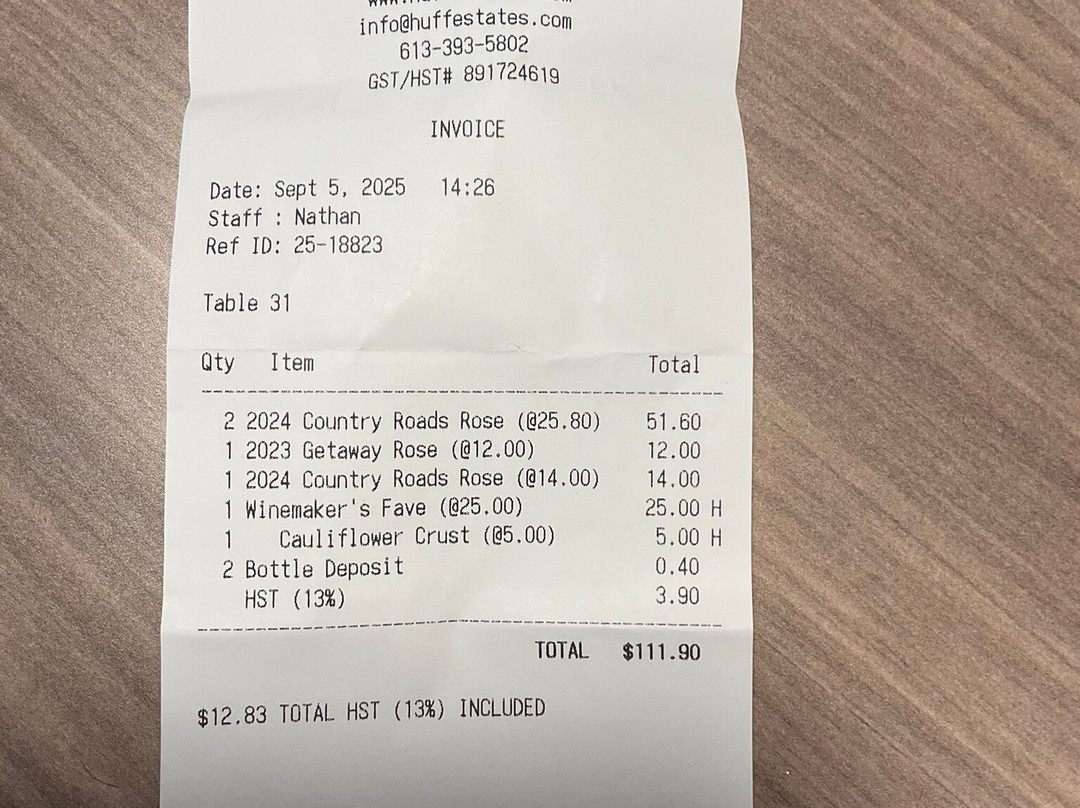 info@huffestates.com
613-393-5802
GST/HST# 891724619
INVOICE
Date: Sept 5, 2025 14:26
Staff : Nathan
Ref ID: 25-18823
Table 31
Qty Item Total
2 2024 Country Roads Rose (@25.80) 51.60
1 2023 Getaway Rose (@12.00) 12.00
1 2024 Country Roads Rose (@14.00) 14.00
1 Winemaker's Fave (@25.00) 25.00 H
1 Cauliflower Crust (@5.00) 5.00 H
2 Bottle Deposit 0.40
HST (13%) 3.90
TOTAL $111.90
$12.83 TOTAL HST (13%) INCLUDED